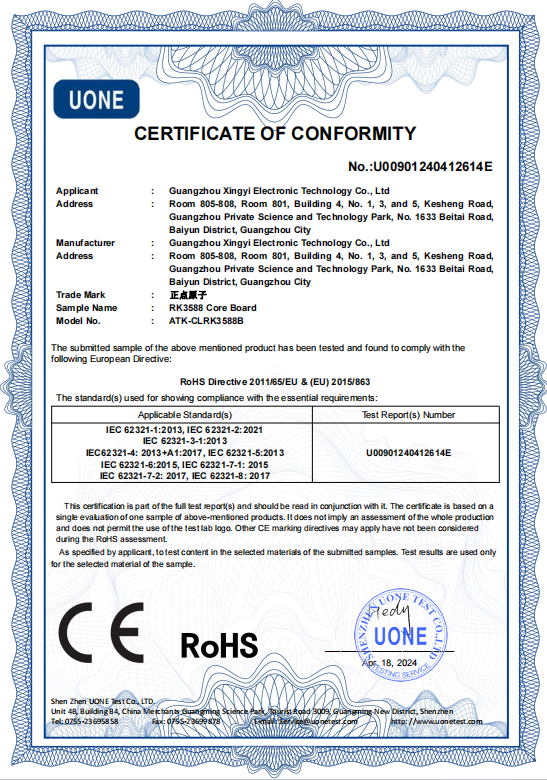 UONE
CERTIFICATE OF CONFORMITY
No.:U00901240412614E
Applicant : Guangzhou Xingyi Electronic Technology Co., Ltd
Address : Room 805-808, Room 801, Building 4, No. 1, 3, and 5, Kesheng Road,
Guangzhou Private Science and Technology Park, No. 1633 Beitai Road,
Baiyun District, Guangzhou City
Manufacturer : Guangzhou Xingyi Electronic Technology Co., Ltd
Address : Room 805-808, Room 801, Building 4, No. 1, 3, and 5, Kesheng Road,
Guangzhou Private Science and Technology Park, No. 1633 Beitai Road,
Baiyun District, Guangzhou City
Trade Mark : 正点原子
Sample Name : RK3588 Core Board
Model No. : ATK-CLRK3588B
The submitted sample of the above mentioned product has been tested and found to comply with the
following European Directive:
RoHS Directive 2011/65/EU & (EU) 2015/863
The standard(s) used for showing compliance with the essential requirements:
Applicable Standard(s) Test Report(s) Number
IEC 62321-1:2013, IEC 62321-2:2021
IEC 62321-3-1:2013
IEC62321-4: 2013+A1:2017, IEC 62321-5:2013
IEC 62321-6:2015, IEC 62321-7-1: 2015
IEC 62321-7-2: 2017, IEC 62321-8: 2017
U00901240412614E
This certification is part of the full test report(s) and should be read in conjunction with it. The certificate is based on a
single evaluation of one sample of above-mentioned products. It does not imply an assessment of the whole production
and does not permit the use of the test lab logo. Other CE marking directives may apply have not been considered
during the RoHS assessment.
As specified by applicant, to test content in the selected materials of the submitted samples. Test results are used only
for the selected material of the sample.
CE RoHS
SHENZHEN UONE TEST CO.,LTD
Tedy
UONE
TESTING SERVICE
Apr. 18, 2024
Shen Zhen UONE Test Co., LTD.
Unit 4B, Building B4, China Merchants Guangming Science Park, Tourist Road 3009, Guangming New District, Shenzhen
Tel: 0755-23695858 Fax: 0755-23699878 E-mail: Service@uonetest.com http://www.uonetest.com